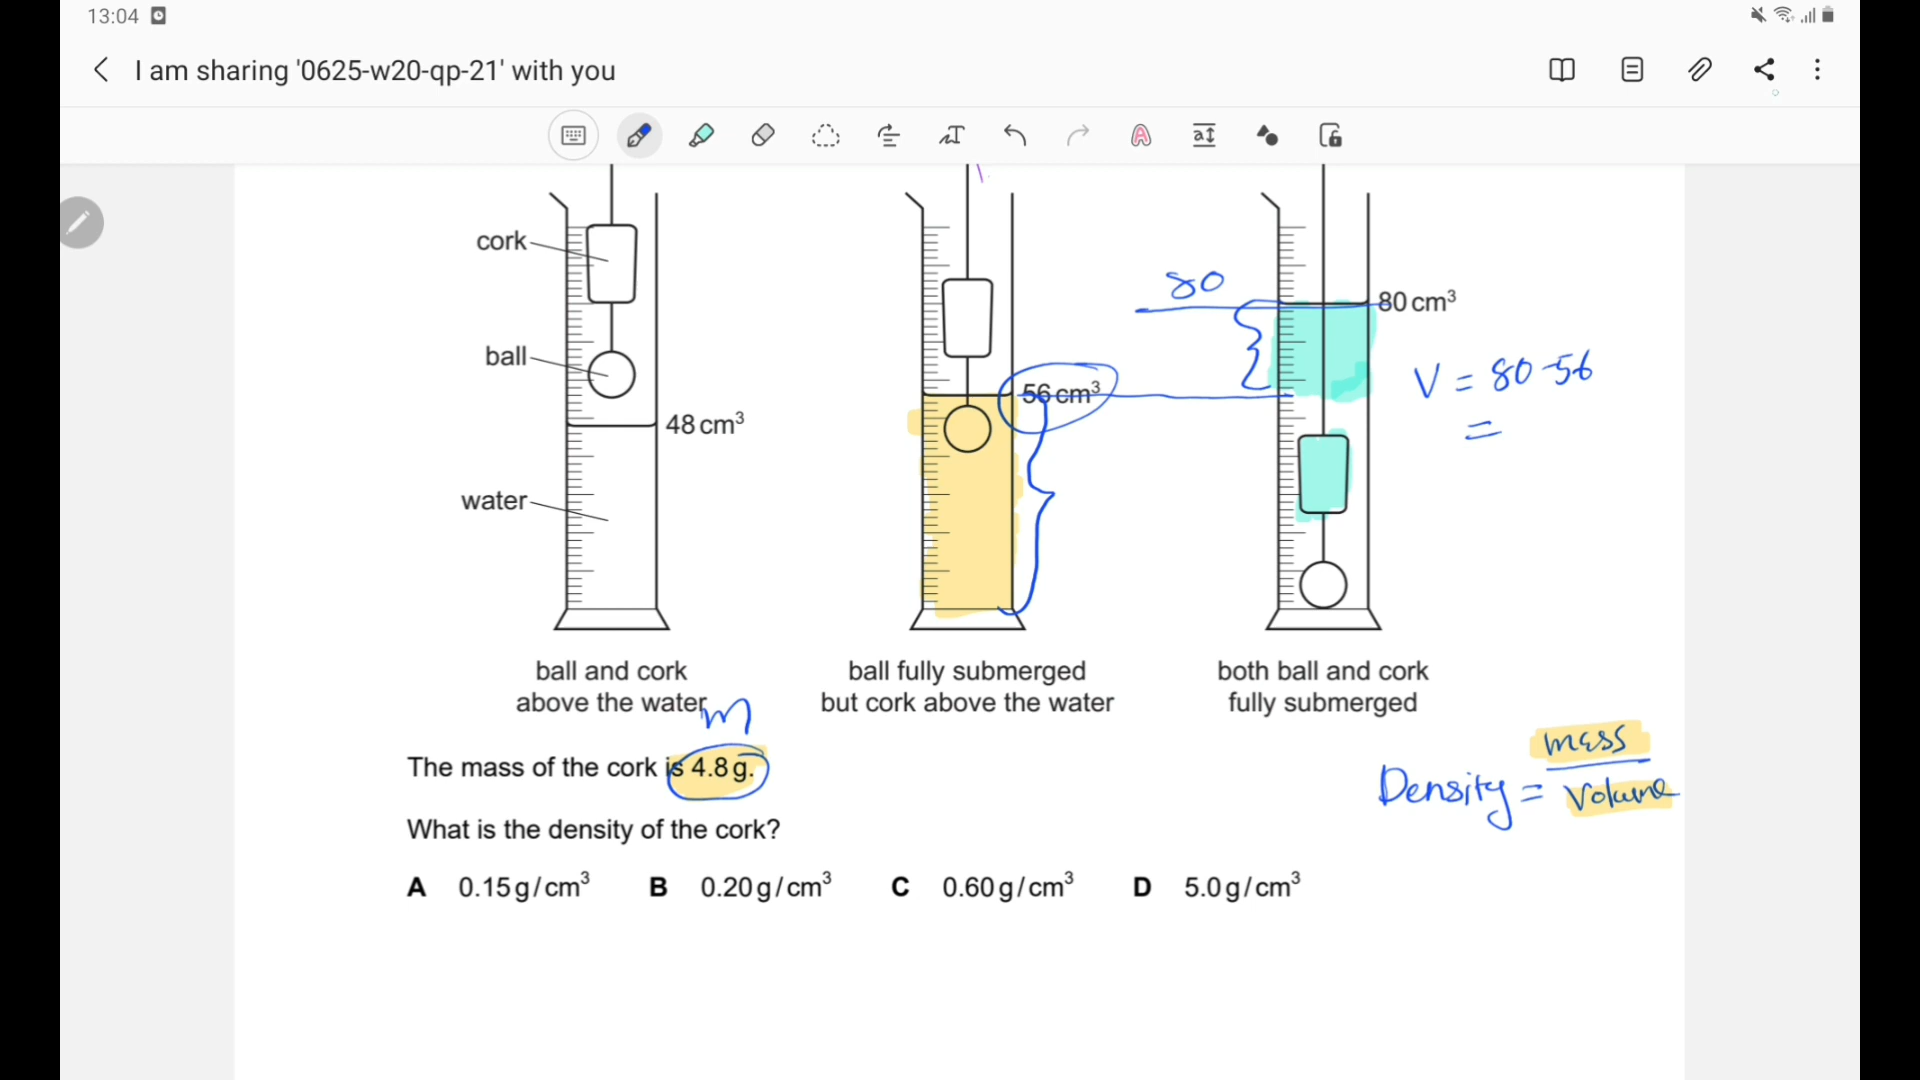 13:04
I am sharing '0625-w20-qp-21' with you
cork
ball
48 cm³
water
56 cm³
80
80 cm³
V = 80-56
=
ball and cork
above the water
ball fully submerged
but cork above the water
both ball and cork
fully submerged
m
The mass of the cork is 4.8 g.
Density = mass
Volume
What is the density of the cork?
A 0.15 g/cm³ B 0.20 g/cm³ C 0.60 g/cm³ D 5.0 g/cm³